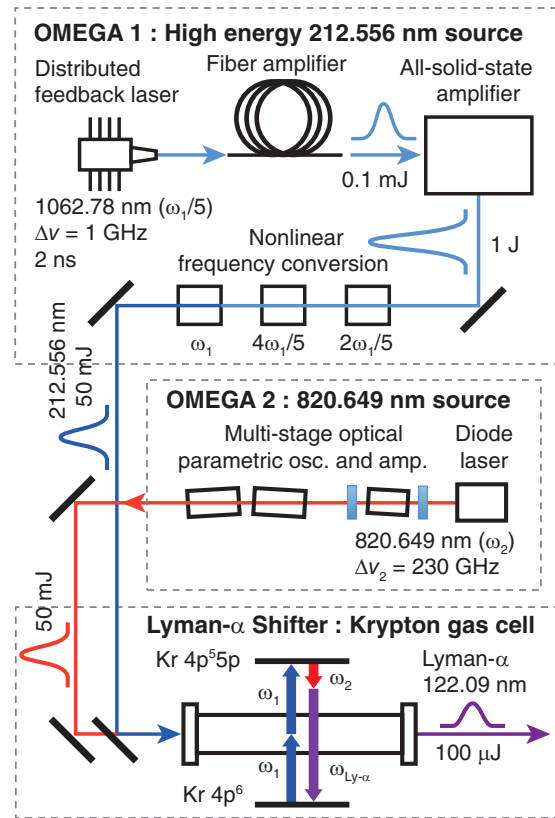 OMEGA 1 : High energy 212.556 nm source
Distributed
feedback laser
Fiber amplifier
All-solid-state
amplifier
0.1 mJ
1062.78 nm (ω₁/5)
Δν = 1 GHz
2 ns
1 J
Nonlinear
frequency conversion
ω₁
4ω₁/5
2ω₁/5
212.556 nm
50 mJ
OMEGA 2 : 820.649 nm source
Multi-stage optical
parametric osc. and amp.
Diode
laser
820.649 nm (ω₂)
Δν₂ = 230 GHz
50 mJ
Lyman-α Shifter : Krypton gas cell
Kr 4p⁵5p
ω₁
ω₂
Lyman-α
122.09 nm
100 μJ
ω₁
ω_Ly-α
Kr 4p⁶